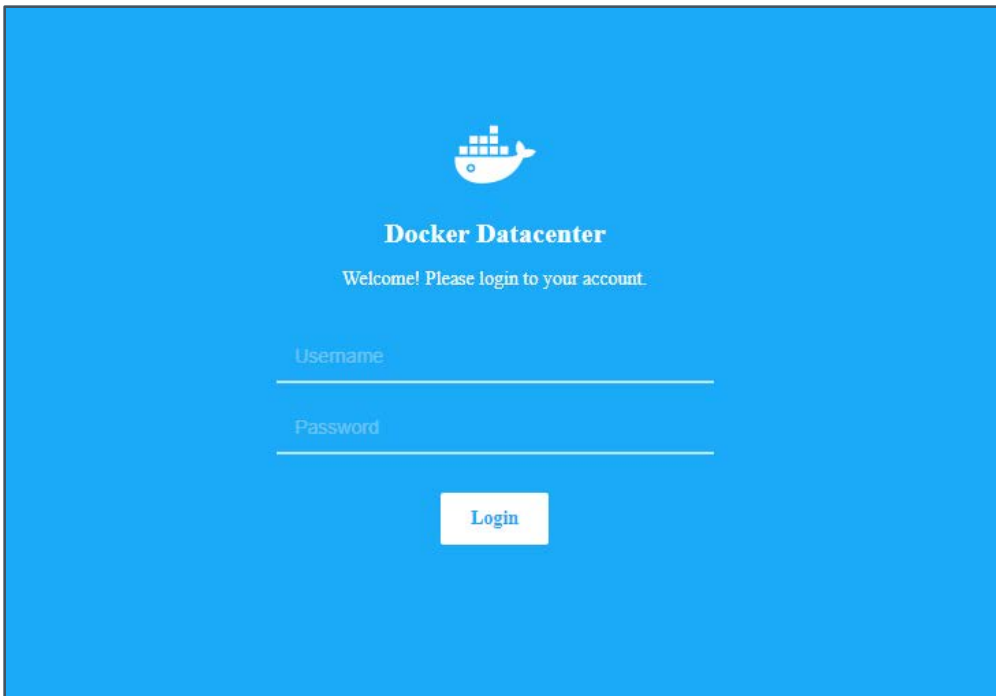 Docker Datacenter
Welcome! Please login to your account.
Username
Password
Login